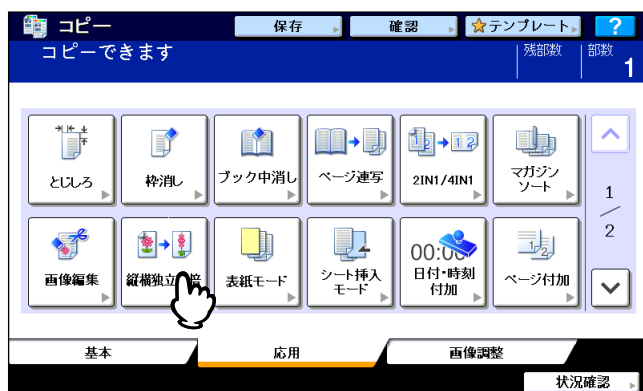 コピー
保存
確認
テンプレート
?
コピーできます
残部数
部数
1
とじしろ
枠消し
ブック中消し
ページ連写
2IN1/4IN1
マガジン
ソート
1
2
画像編集
縦横独立
倍
表紙モード
シート挿入
モード
00:00
日付・時刻
付加
ページ付加
基本
応用
画像調整
状況確認